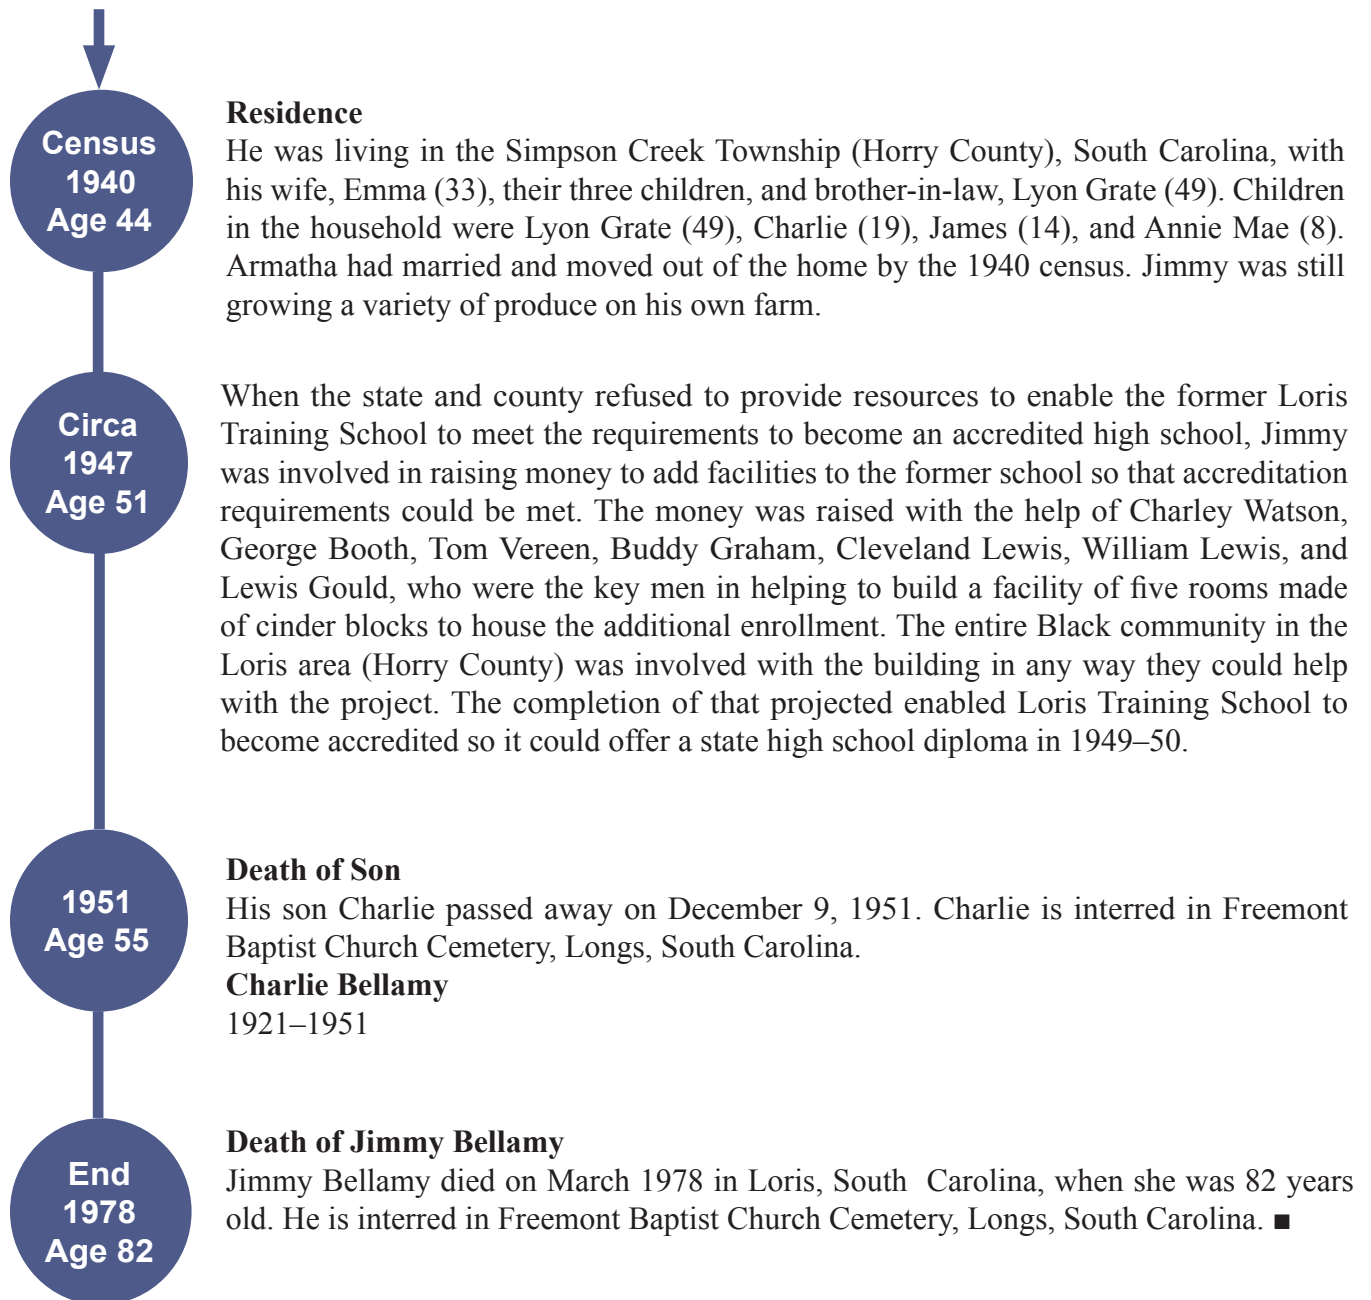 Census
1940
Age 44
Residence
He was living in the Simpson Creek Township (Horry County), South Carolina, with
his wife, Emma (33), their three children, and brother-in-law, Lyon Grate (49). Children
in the household were Lyon Grate (49), Charlie (19), James (14), and Annie Mae (8).
Armatha had married and moved out of the home by the 1940 census. Jimmy was still
growing a variety of produce on his own farm.
Circa
1947
Age 51
When the state and county refused to provide resources to enable the former Loris
Training School to meet the requirements to become an accredited high school, Jimmy
was involved in raising money to add facilities to the former school so that accreditation
requirements could be met. The money was raised with the help of Charley Watson,
George Booth, Tom Vereen, Buddy Graham, Cleveland Lewis, William Lewis, and
Lewis Gould, who were the key men in helping to build a facility of five rooms made
of cinder blocks to house the additional enrollment. The entire Black community in the
Loris area (Horry County) was involved with the building in any way they could help
with the project. The completion of that projected enabled Loris Training School to
become accredited so it could offer a state high school diploma in 1949–50.
1951
Age 55
Death of Son
His son Charlie passed away on December 9, 1951. Charlie is interred in Freemont
Baptist Church Cemetery, Longs, South Carolina.
Charlie Bellamy
1921–1951
End
1978
Age 82
Death of Jimmy Bellamy
Jimmy Bellamy died on March 1978 in Loris, South Carolina, when she was 82 years
old. He is interred in Freemont Baptist Church Cemetery, Longs, South Carolina. ■